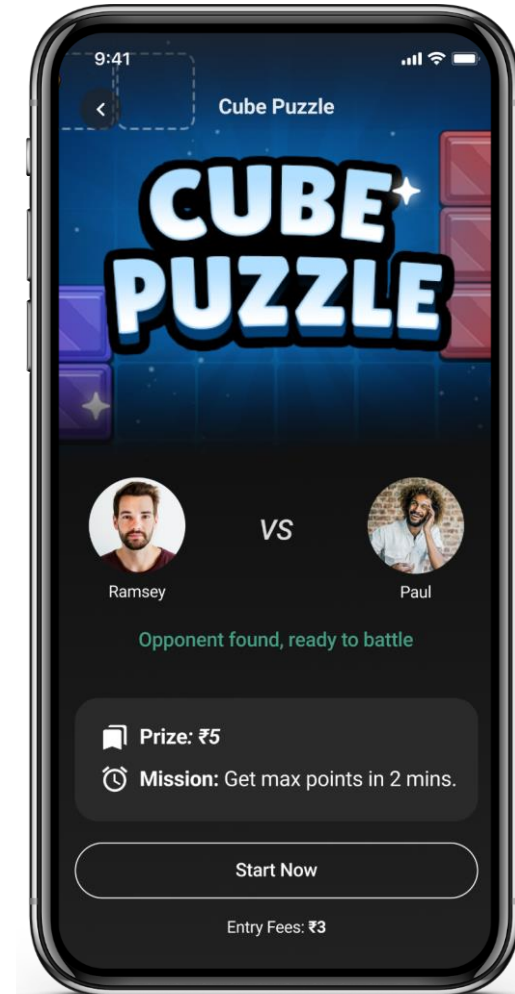 9:41
Cube Puzzle
CUBE
PUZZLE
VS
Ramsey
Paul
Opponent found, ready to battle
Prize: ₹5
Mission: Get max points in 2 mins.
Start Now
Entry Fees: ₹3